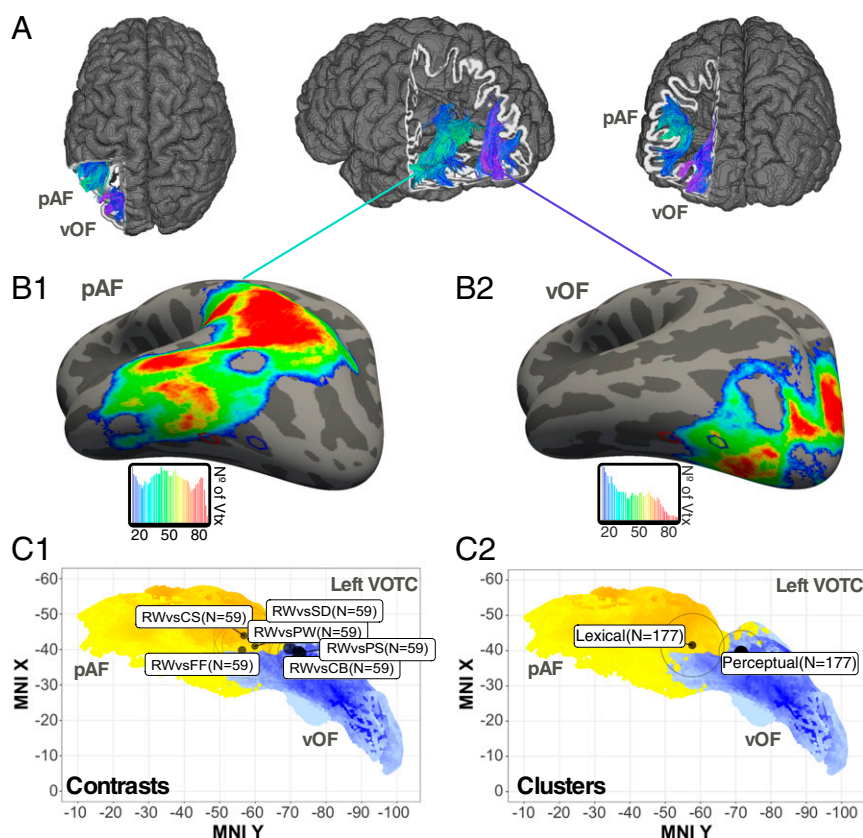 A
pAF
vOF
pAF
vOF
B1
pAF
B2
vOF
Nº of Vtx
20 50 80
Nº of Vtx
20 50 80
C1
C2
Left VOTC
RWvsCS(N=59)
RWvsSD(N=59)
RWvsPW(N=59)
RWvsPS(N=59)
RWvsFF(N=59)
RWvsCB(N=59)
pAF
vOF
Contrasts
MNI X
-60
-50
-40
-30
-20
-10
0
-10 -20 -30 -40 -50 -60 -70 -80 -90 -100
MNI Y
Left VOTC
Lexical(N=177)
Perceptual(N=177)
pAF
vOF
Clusters
MNI X
-60
-50
-40
-30
-20
-10
0
-10 -20 -30 -40 -50 -60 -70 -80 -90 -100
MNI Y